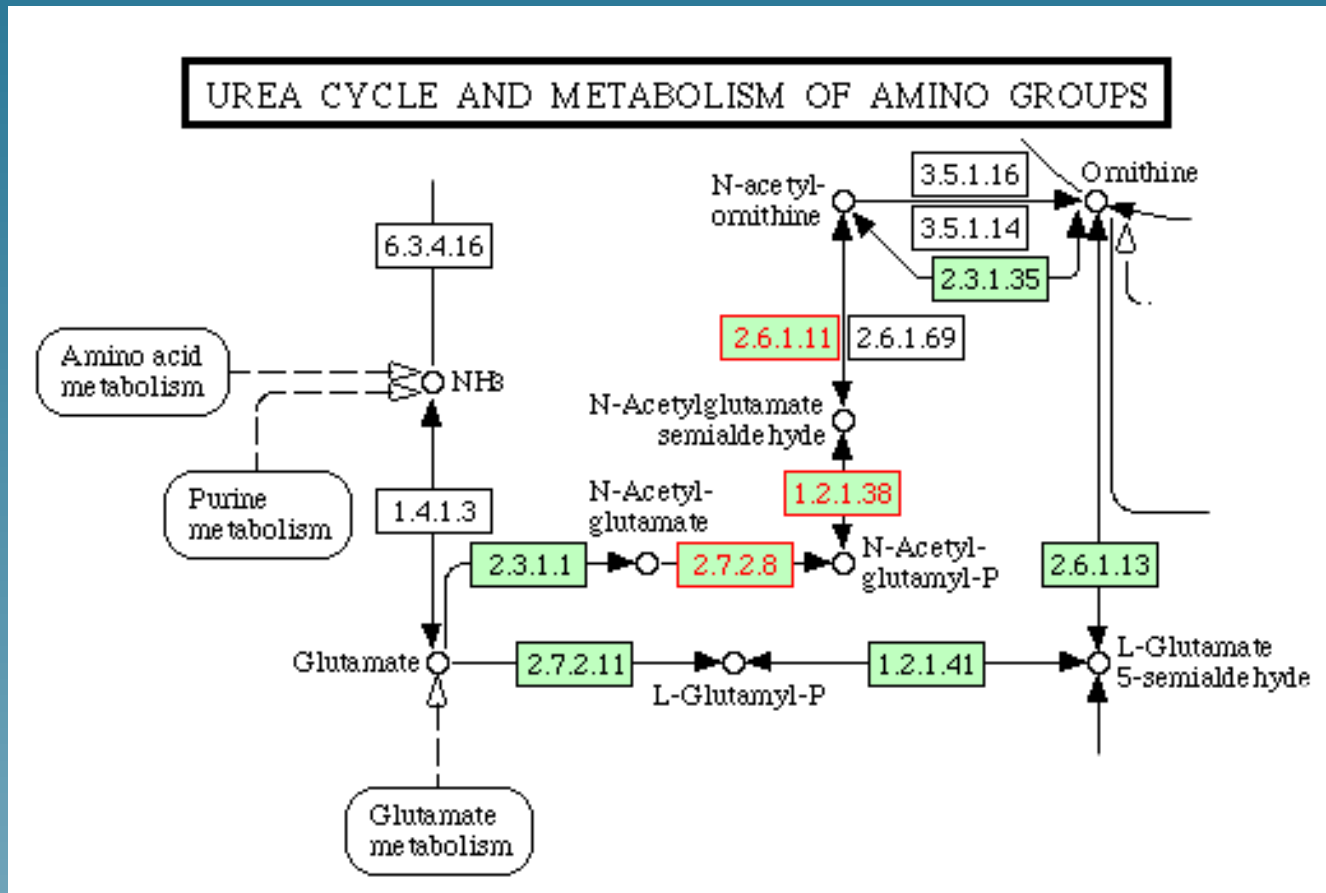 UREA CYCLE AND METABOLISM OF AMINO GROUPS
N-acetyl-
ornithine
3.5.1.16
Ornithine
3.5.1.14
6.3.4.16
2.3.1.35
2.6.1.11
2.6.1.69
Amino acid
metabolism
NH3
N-Acetylglutamate
semialdehyde
Purine
metabolism
1.4.1.3
N-Acetyl-
glutamate
1.2.1.38
2.3.1.1
2.7.2.8
N-Acetyl-
glutamyl-P
2.6.1.13
Glutamate
2.7.2.11
L-Glutamyl-P
1.2.1.41
L-Glutamate
5-semialdehyde
Glutamate
metabolism